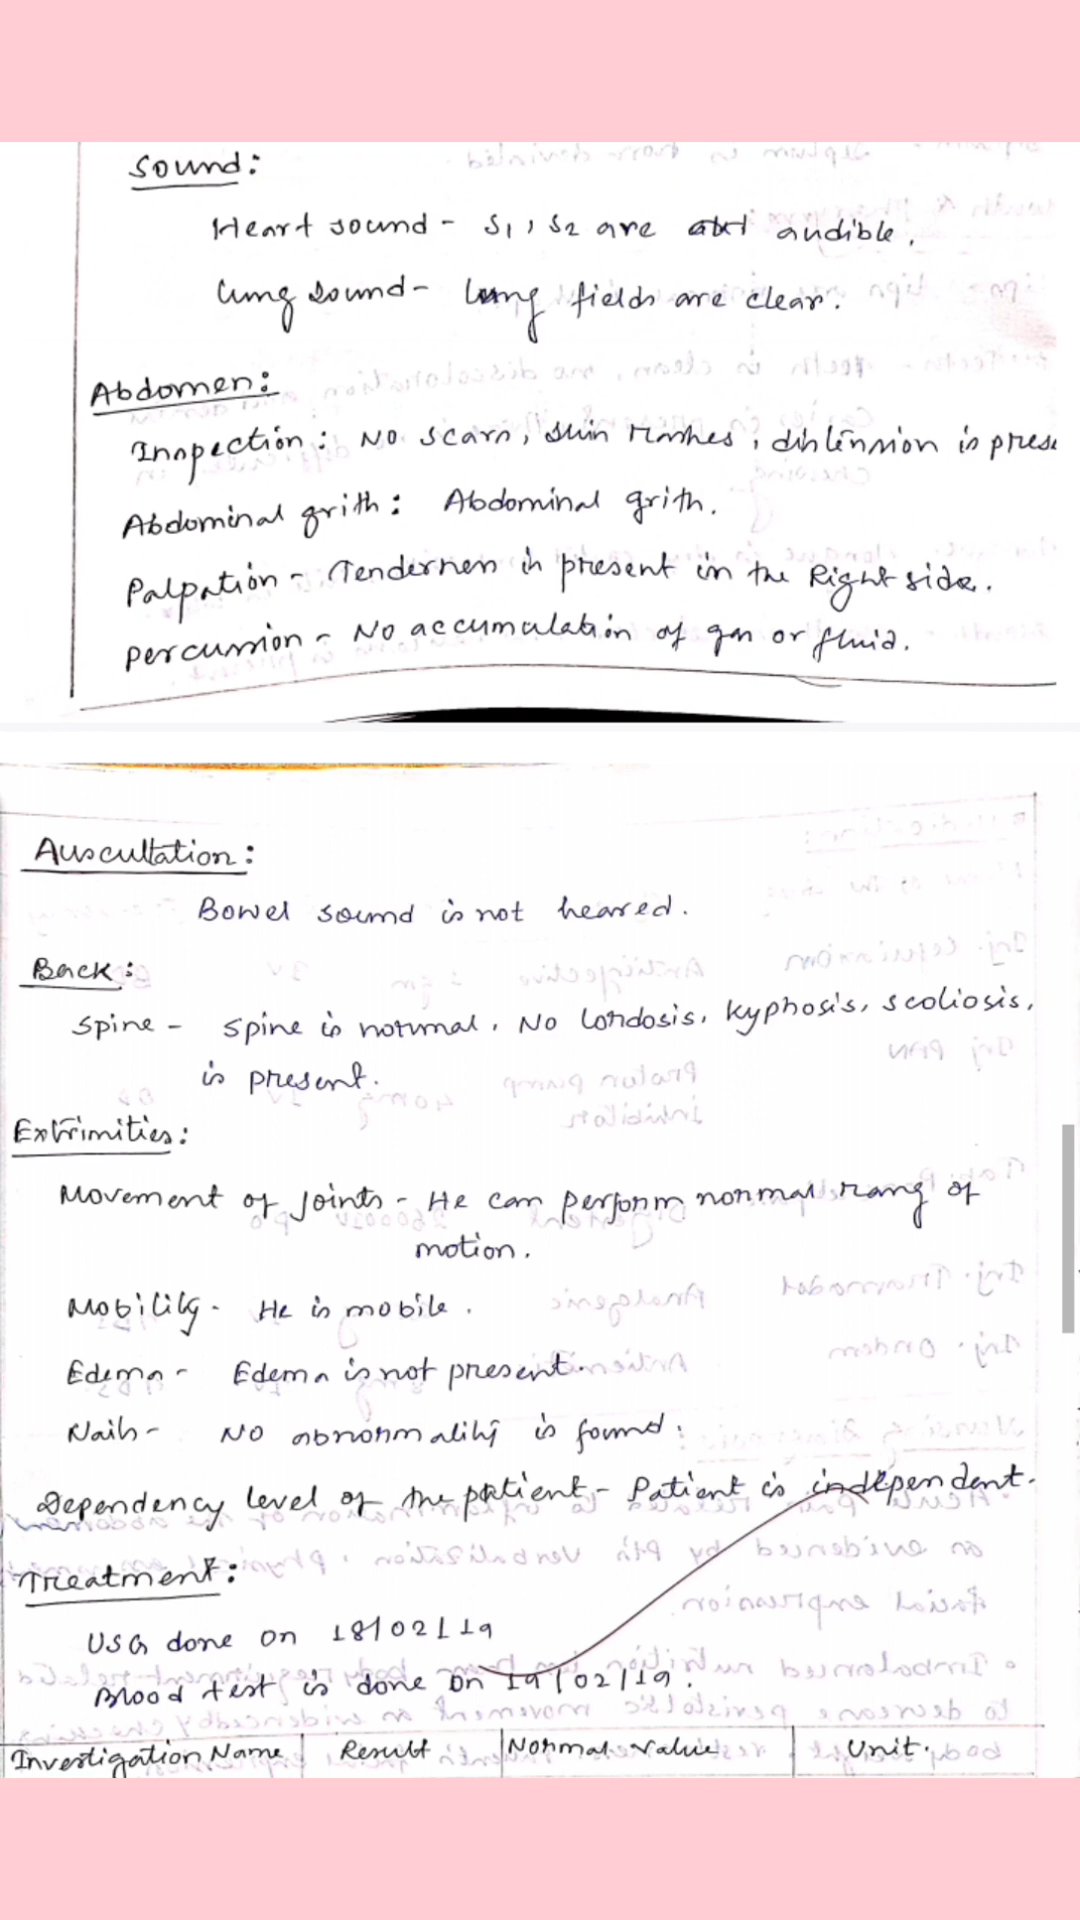 Sound:
Heart sound - S1, S2 are audible.
Lung sound - Lung fields are clear.
Abdomen:
Inspection: No scars, skin rashes, distension is prese
Abdominal grith: Abdominal grith.
Palpation - Tenderness is present in the Right side.
Percussion - No accumulation of gas or fluid.
Auscultation:
Bowel sound is not heared.
Back:
Spine - Spine is normal. No Lordosis, Kyphosis, scoliosis,
is present.
Extrimities:
Movement of Joints - He can perform normal rang of
motion.
Mobility - He is mobile.
Edema - Edema is not present.
Nails - No abnormality is found.
Dependency level of the patient - Patient is independent.
Treatment:
USG done on 18/02/19
Blood test is done on 19/02/19.
Investigation Name | Result | Normal value | Unit.